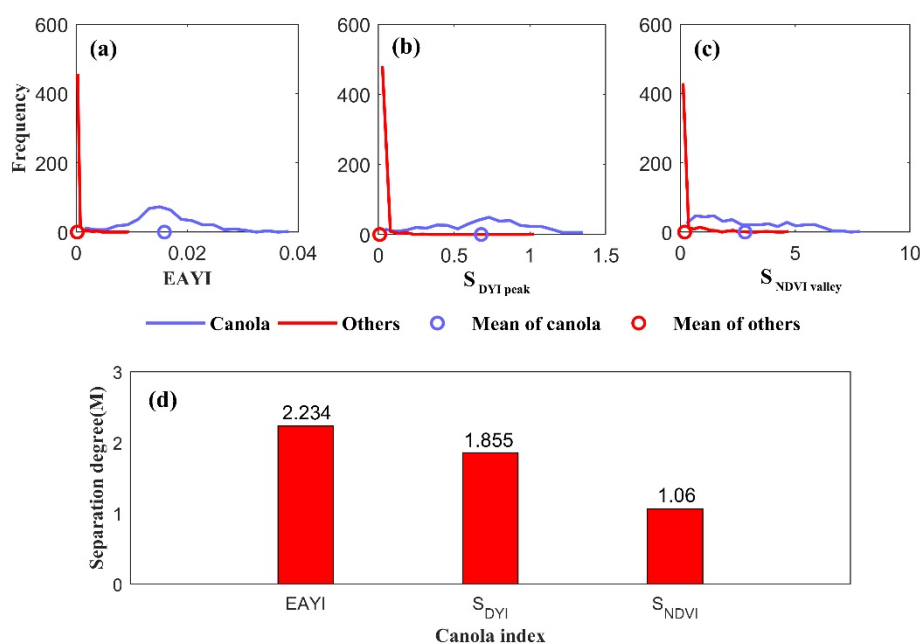 600
400
200
0
Frequency
(a)
0
0.02
0.04
EAYI
600
400
200
0
(b)
0
0.5
1
1.5
S DYI peak
600
400
200
0
(c)
0
5
10
S NDVI valley
Canola Others Mean of canola Mean of others
3
2
1
0
Separation degree(M)
(d)
2.234
1.855
1.06
EAYI
S DYI
S NDVI
Canola index